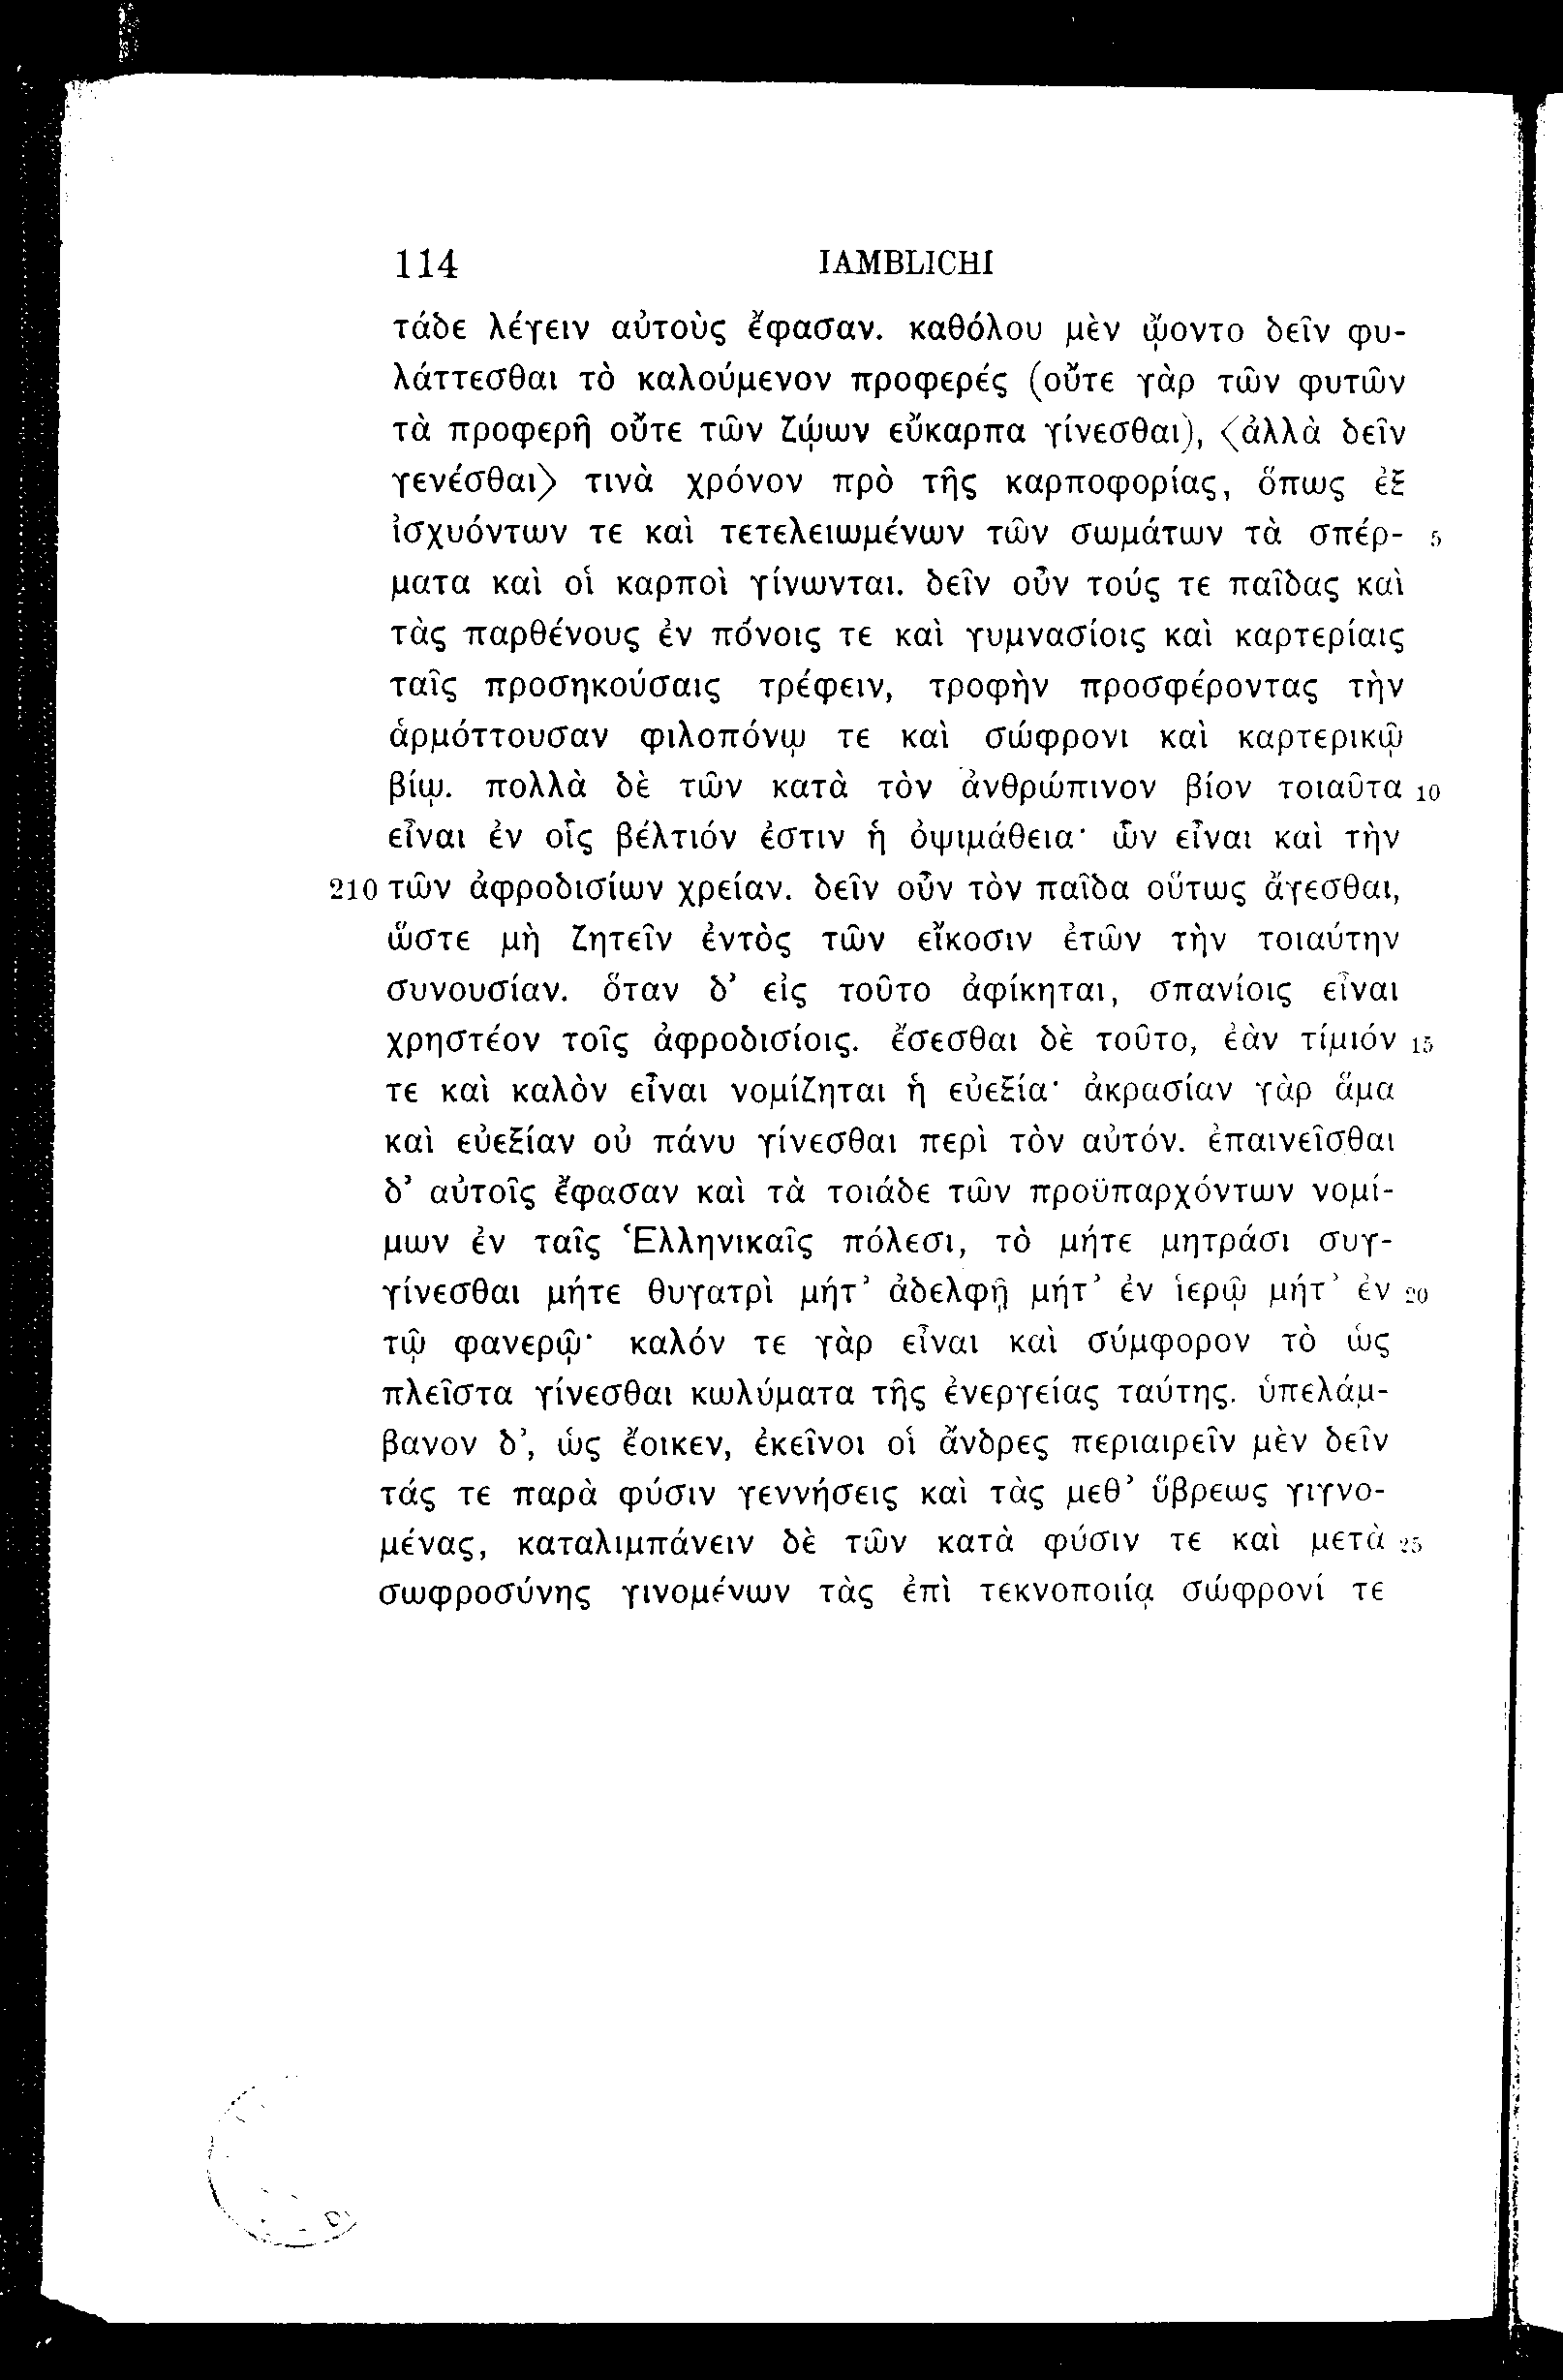 114 IAMBLICHI
τάδε λέγειν αὐτοὺς ἔφασαν. καθόλου μὲν ᾤοντο δεῖν φυ-
λάττεσθαι τὸ καλούμενον προφερές (οὔτε γὰρ τῶν φυτῶν
τὰ προφερῆ οὔτε τῶν ζῴων εὔκαρπα γίνεσθαι), 〈ἀλλὰ δεῖν
γενέσθαι〉 τινὰ χρόνον πρὸ τῆς καρποφορίας, ὅπως ἐξ
ἰσχυόντων τε καὶ τετελειωμένων τῶν σωμάτων τὰ σπέρ- 5
ματα καὶ οἱ καρποὶ γίνωνται. δεῖν οὖν τούς τε παῖδας καὶ
τὰς παρθένους ἐν πόνοις τε καὶ γυμνασίοις καὶ καρτερίαις
ταῖς προσηκούσαις τρέφειν, τροφὴν προσφέροντας τὴν
ἁρμόττουσαν φιλοπόνῳ τε καὶ σώφρονι καὶ καρτερικῷ
βίῳ. πολλὰ δὲ τῶν κατὰ τὸν ἀνθρώπινον βίον τοιαῦτα 10
εἶναι ἐν οἷς βέλτιόν ἐστιν ἡ ὀψιμάθεια· ὧν εἶναι καὶ τὴν
210 τῶν ἀφροδισίων χρείαν. δεῖν οὖν τὸν παῖδα οὕτως ἄγεσθαι,
ὥστε μὴ ζητεῖν ἐντὸς τῶν εἴκοσιν ἐτῶν τὴν τοιαύτην
συνουσίαν. ὅταν δ’ εἰς τοῦτο ἀφίκηται, σπανίοις εἶναι
χρηστέον τοῖς ἀφροδισίοις. ἔσεσθαι δὲ τοῦτο, ἐὰν τίμιόν 15
τε καὶ καλὸν εἶναι νομίζηται ἡ εὐεξία· ἀκρασίαν γὰρ ἅμα
καὶ εὐεξίαν οὐ πάνυ γίνεσθαι περὶ τὸν αὐτόν. ἐπαινεῖσθαι
δ’ αὐτοῖς ἔφασαν καὶ τὰ τοιάδε τῶν προϋπαρχόντων νομί-
μων ἐν ταῖς Ἑλληνικαῖς πόλεσι, τὸ μήτε μητράσι συγ-
γίνεσθαι μήτε θυγατρὶ μήτ’ ἀδελφῇ μήτ’ ἐν ἱερῷ μήτ’ ἐν 20
τῷ φανερῷ· καλόν τε γὰρ εἶναι καὶ σύμφορον τὸ ὡς
πλεῖστα γίνεσθαι κωλύματα τῆς ἐνεργείας ταύτης. ὑπελάμ-
βανον δ’, ὡς ἔοικεν, ἐκεῖνοι οἱ ἄνδρες περιαιρεῖν μὲν δεῖν
τάς τε παρὰ φύσιν γεννήσεις καὶ τὰς μεθ’ ὕβρεως γιγνο-
μένας, καταλιμπάνειν δὲ τῶν κατὰ φύσιν τε καὶ μετὰ 25
σωφροσύνης γινομένων τὰς ἐπὶ τεκνοποιίᾳ σώφρονί τε